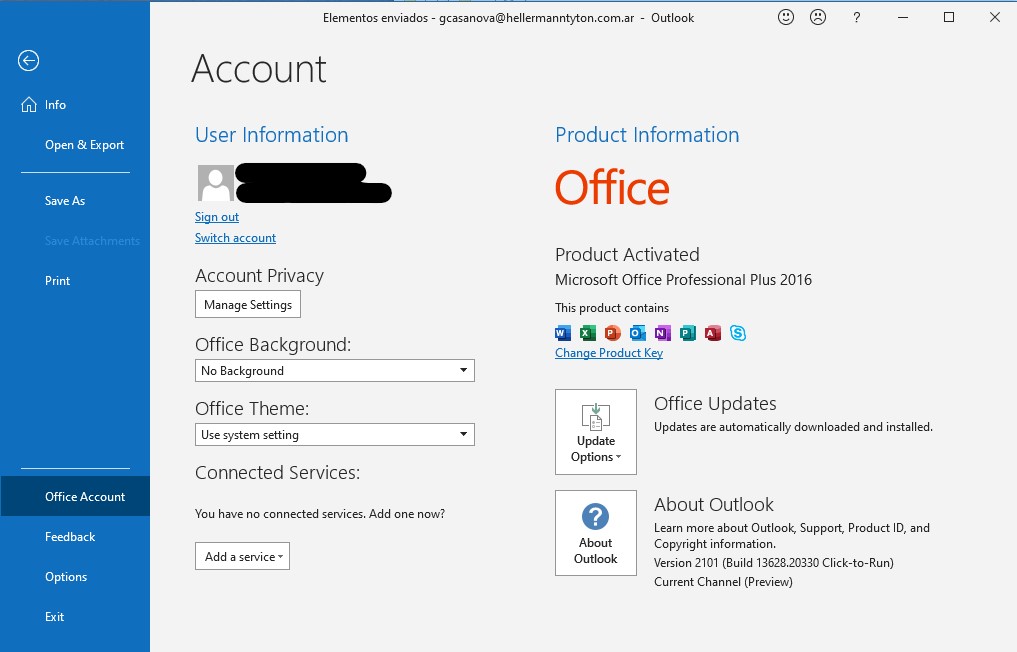 Elementos enviados - gcasanova@hellermanntyton.com.ar - Outlook
?
Info
Open & Export
Save As
Save Attachments
Print
Office Account
Feedback
Options
Exit
Account
User Information
Sign out
Switch account
Account Privacy
Manage Settings
Office Background:
No Background
Office Theme:
Use system setting
Connected Services:
You have no connected services. Add one now?
Add a service
Product Information
Office
Product Activated
Microsoft Office Professional Plus 2016
This product contains
W X P O N P A S
Change Product Key
Update
Options
Office Updates
Updates are automatically downloaded and installed.
?
About
Outlook
About Outlook
Learn more about Outlook, Support, Product ID, and
Copyright information.
Version 2101 (Build 13628.20330 Click-to-Run)
Current Channel (Preview)